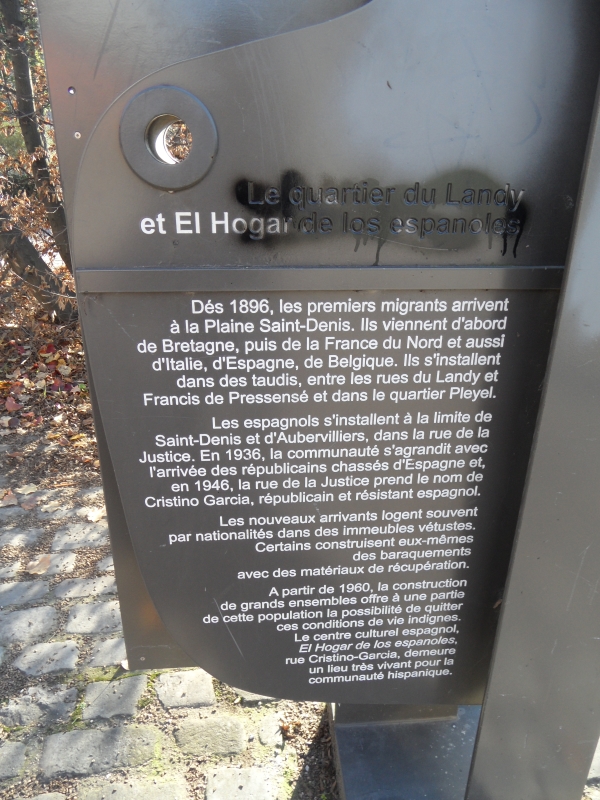 Le quartier du Landy
et El Hogar de los espanoles
Dés 1896, les premiers migrants arrivent
à la Plaine Saint-Denis. Ils viennent d'abord
de Bretagne, puis de la France du Nord et aussi
d'Italie, d'Espagne, de Belgique. Ils s'installent
dans des taudis, entre les rues du Landy et
Francis de Pressensé et dans le quartier Pleyel.
Les espagnols s'installent à la limite de
Saint-Denis et d'Aubervilliers, dans la rue de la
Justice. En 1936, la communauté s'agrandit avec
l'arrivée des républicains chassés d'Espagne et,
en 1946, la rue de la Justice prend le nom de
Cristino Garcia, républicain et résistant espagnol.
Les nouveaux arrivants logent souvent
par nationalités dans des immeubles vétustes.
Certains construisent eux-mêmes
des baraquements
avec des matériaux de récupération.
A partir de 1960, la construction
de grands ensembles offre à une partie
de cette population la possibilité de quitter
ces conditions de vie indignes.
Le centre culturel espagnol,
El Hogar de los espanoles,
rue Cristino-Garcia, demeure
un lieu très vivant pour la
communauté hispanique.